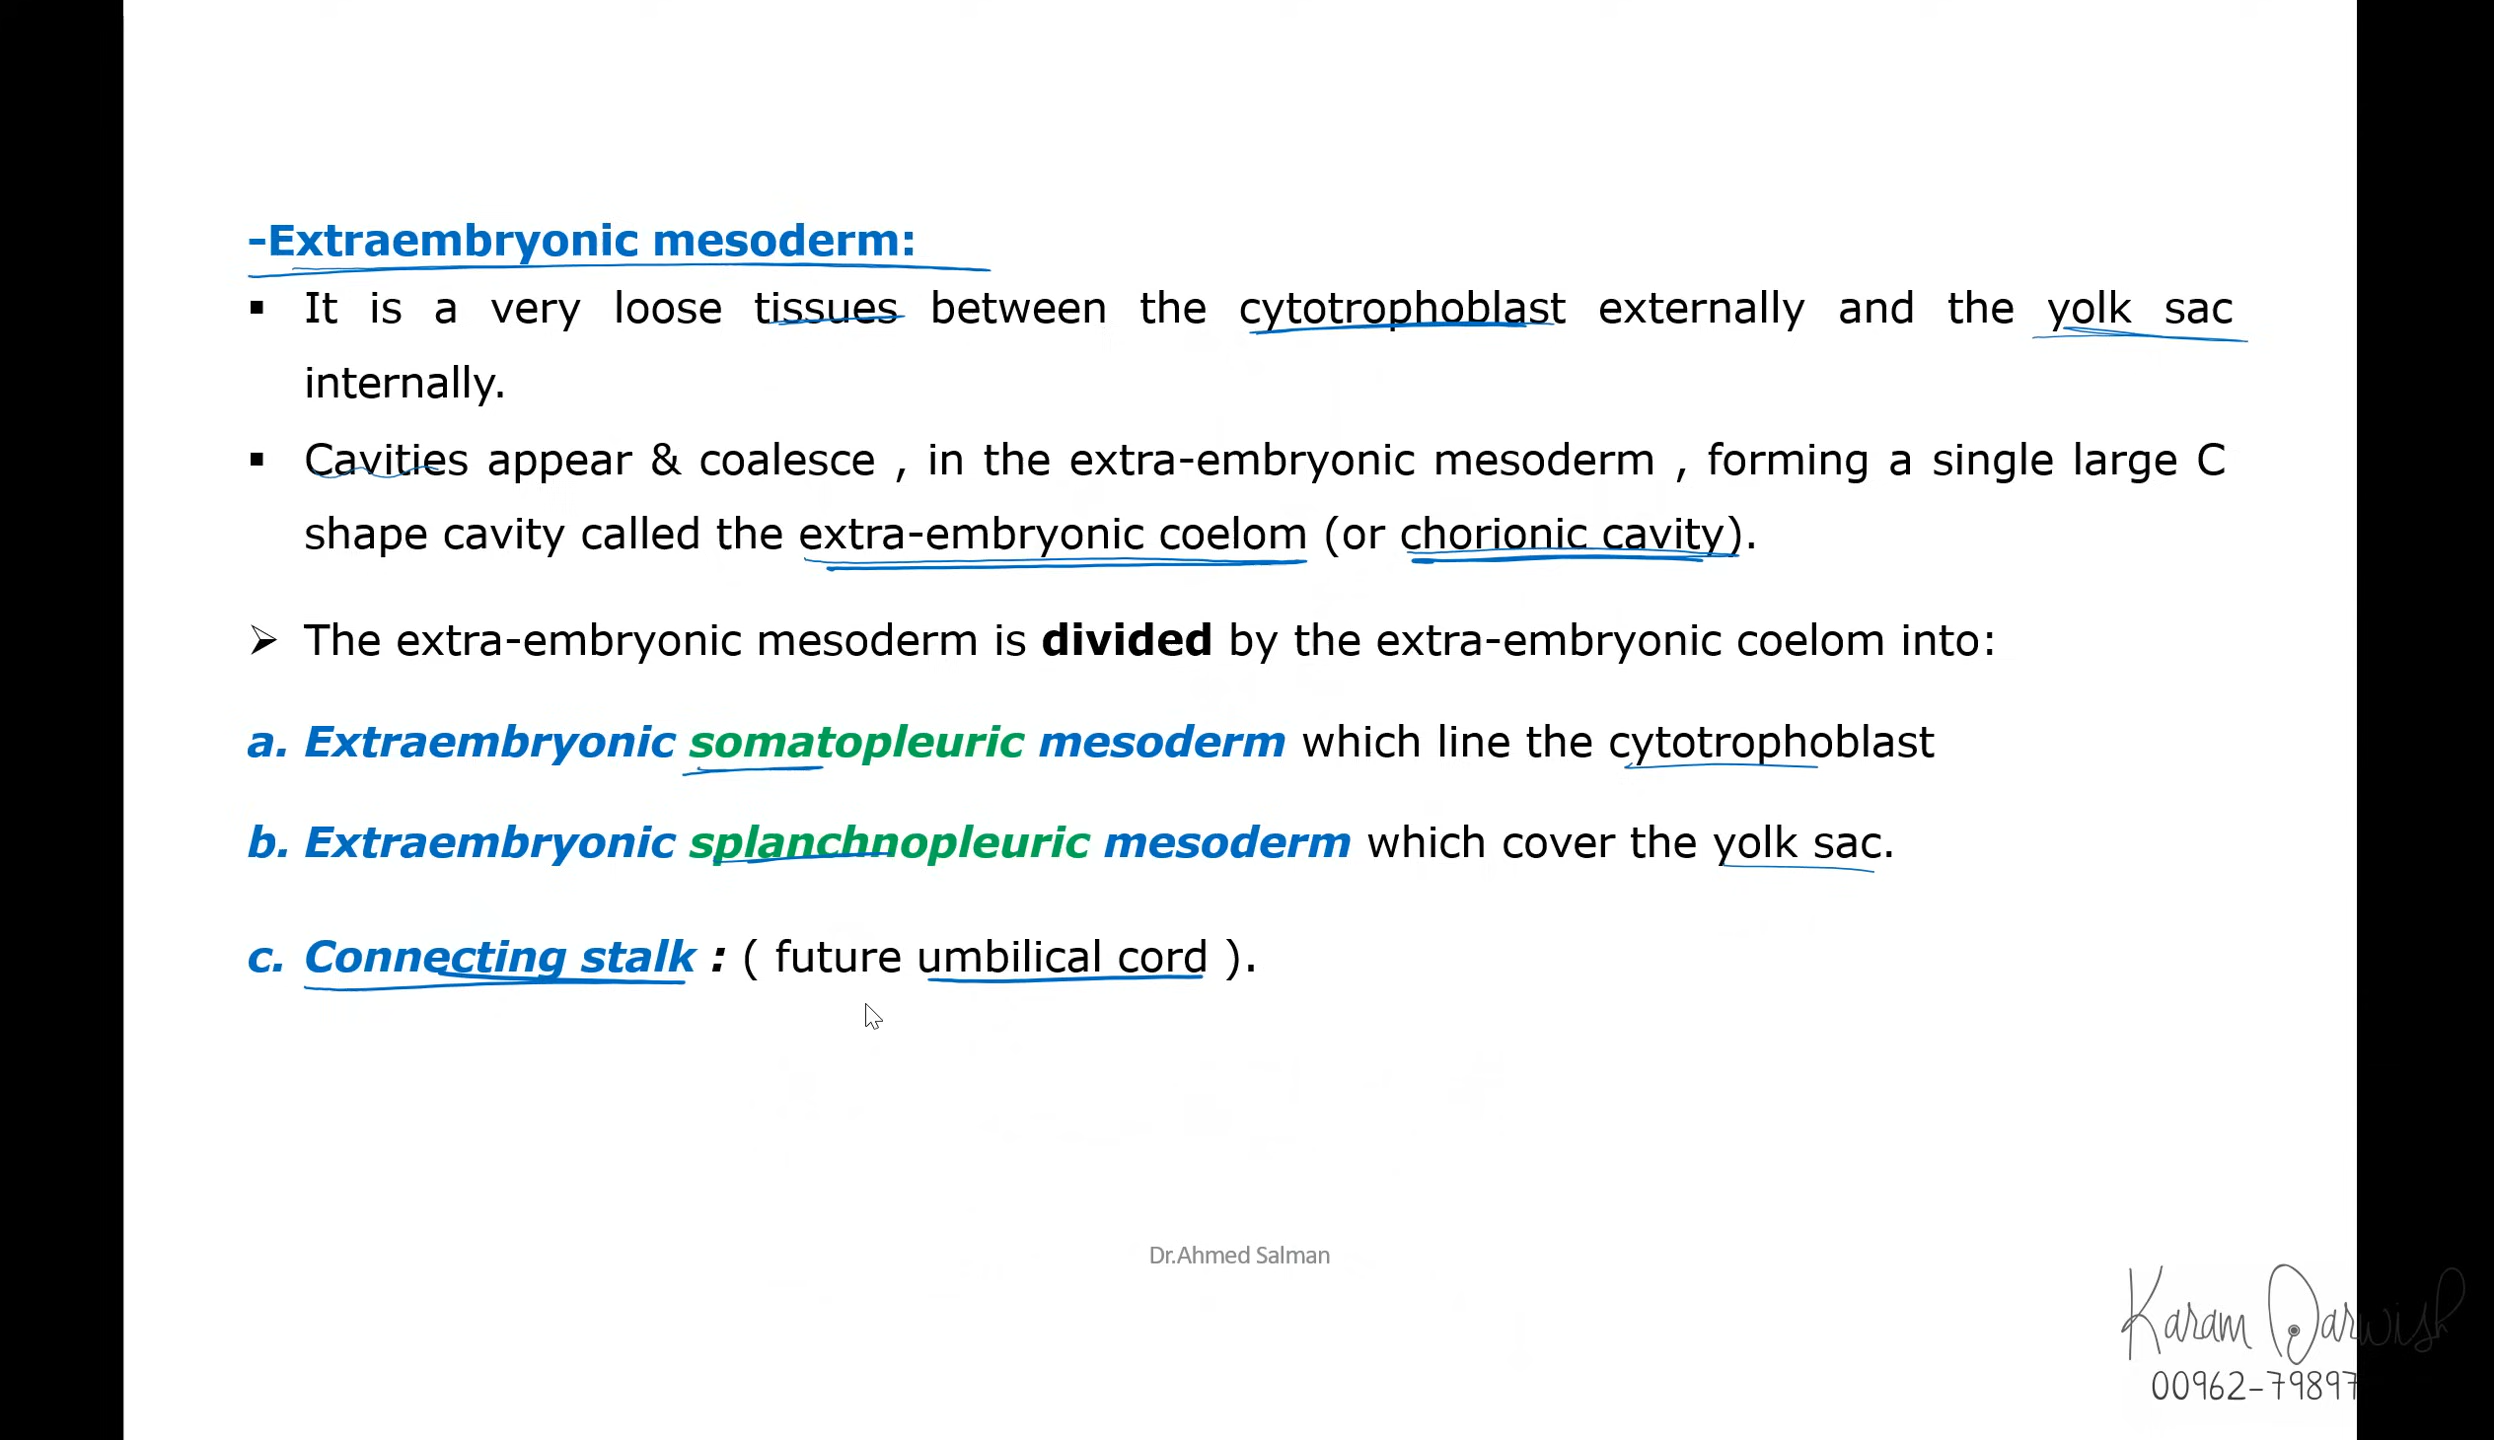 -Extraembryonic mesoderm:
▪ It is a very loose tissues between the cytotrophoblast externally and the yolk sac
internally.
▪ Cavities appear & coalesce , in the extra-embryonic mesoderm , forming a single large C
shape cavity called the extra-embryonic coelom (or chorionic cavity).
➢ The extra-embryonic mesoderm is divided by the extra-embryonic coelom into:
a. Extraembryonic somatopleuric mesoderm which line the cytotrophoblast
b. Extraembryonic splanchnopleuric mesoderm which cover the yolk sac.
c. Connecting stalk : ( future umbilical cord ).
Dr.Ahmed Salman
Karam Darwish
00962-79897